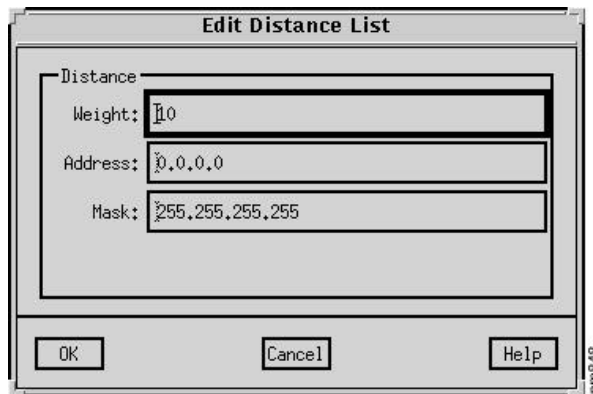 Edit Distance List
Distance
Weight: 10
Address: 0.0.0.0
Mask: 255.255.255.255
OK Cancel Help